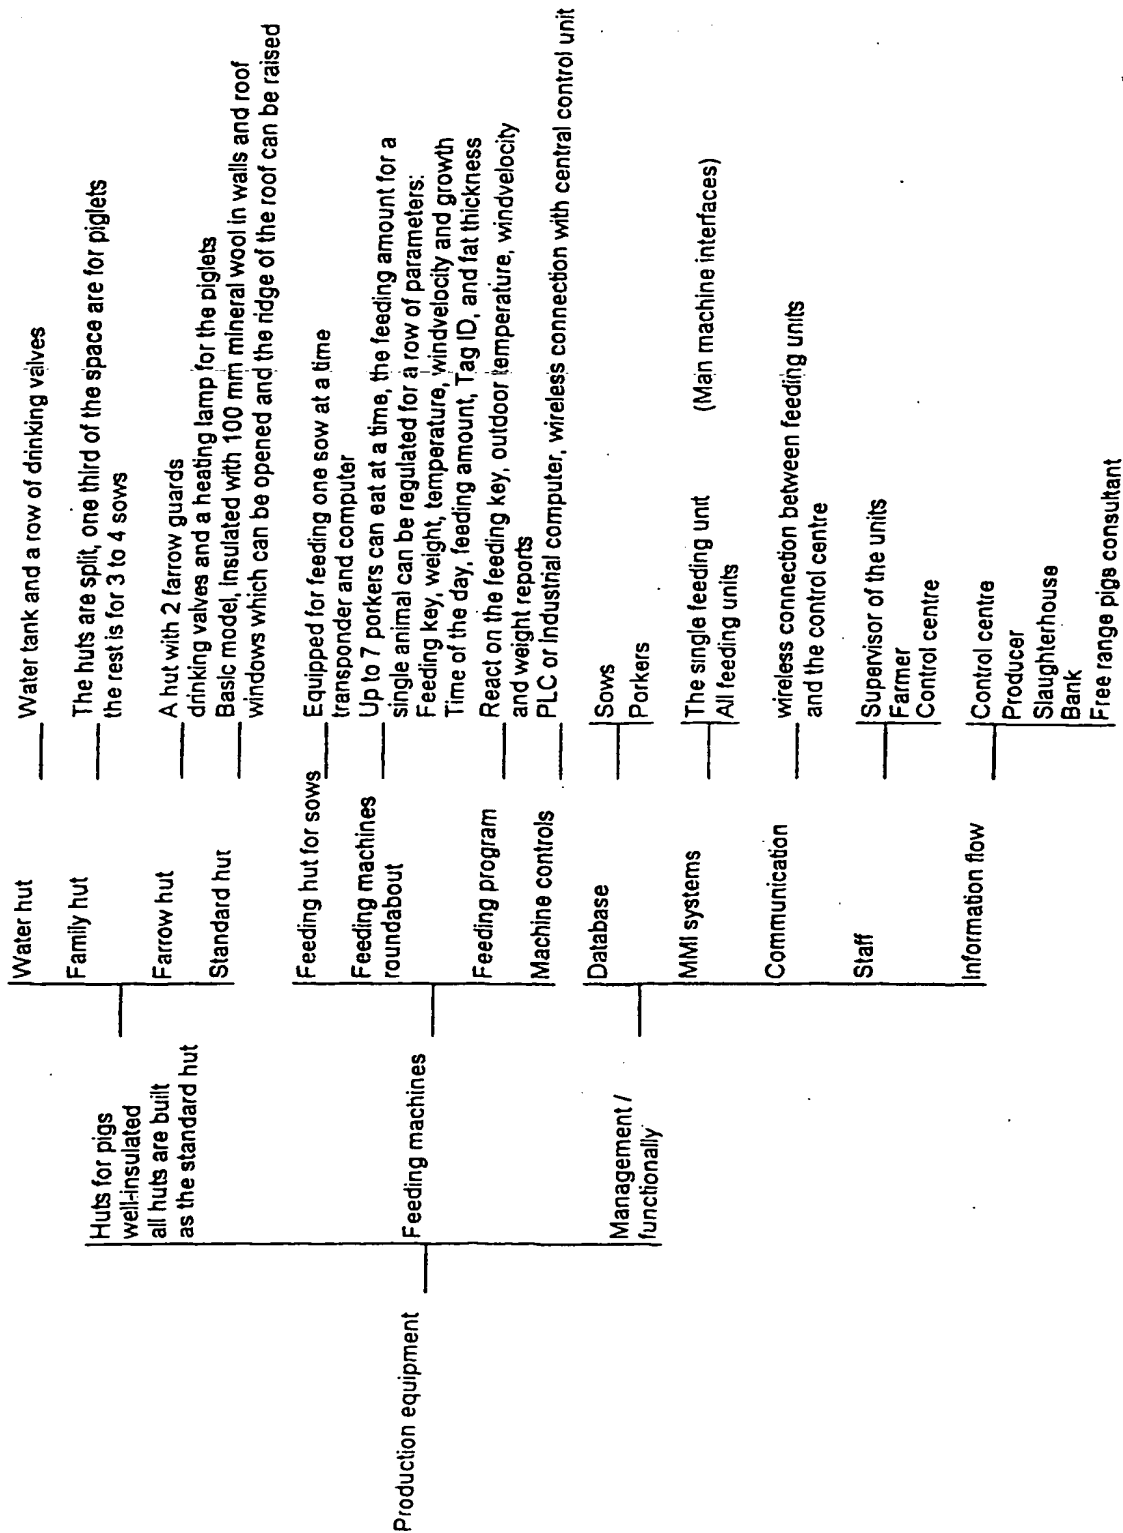 Production equipment
Huts for pigs
well-insulated
all huts are built
as the standard hut
Water hut
Water tank and a row of drinking valves
Family hut
The huts are split, one third of the space are for piglets
the rest is for 3 to 4 sows
Farrow hut
A hut with 2 farrow guards
drinking valves and a heating lamp for the piglets
Standard hut
Basic model, Insulated with 100 mm mineral wool in walls and roof
windows which can be opened and the ridge of the roof can be raised
Feeding machines
Feeding hut for sows
Equipped for feeding one sow at a time
transponder and computer
Feeding machines
roundabout
Up to 7 porkers can eat at a time, the feeding amount for a
single animal can be regulated for a row of parameters:
Feeding key, weight, temperature, windvelocity and growth
Time of the day, feeding amount, Tag ID, and fat thickness
Feeding program
React on the feeding key, outdoor temperature, windvelocity
and weight reports
Machine controls
PLC or Industrial computer, wireless connection with central control unit
Management /
functionally
Database
Sows
Porkers
MMI systems
The single feeding unit (Man machine interfaces)
All feeding units
Communication
wireless connection between feeding units
and the control centre
Staff
Supervisor of the units
Farmer
Control centre
Information flow
Control centre
Producer
Slaughterhouse
Bank
Free range pigs consultant